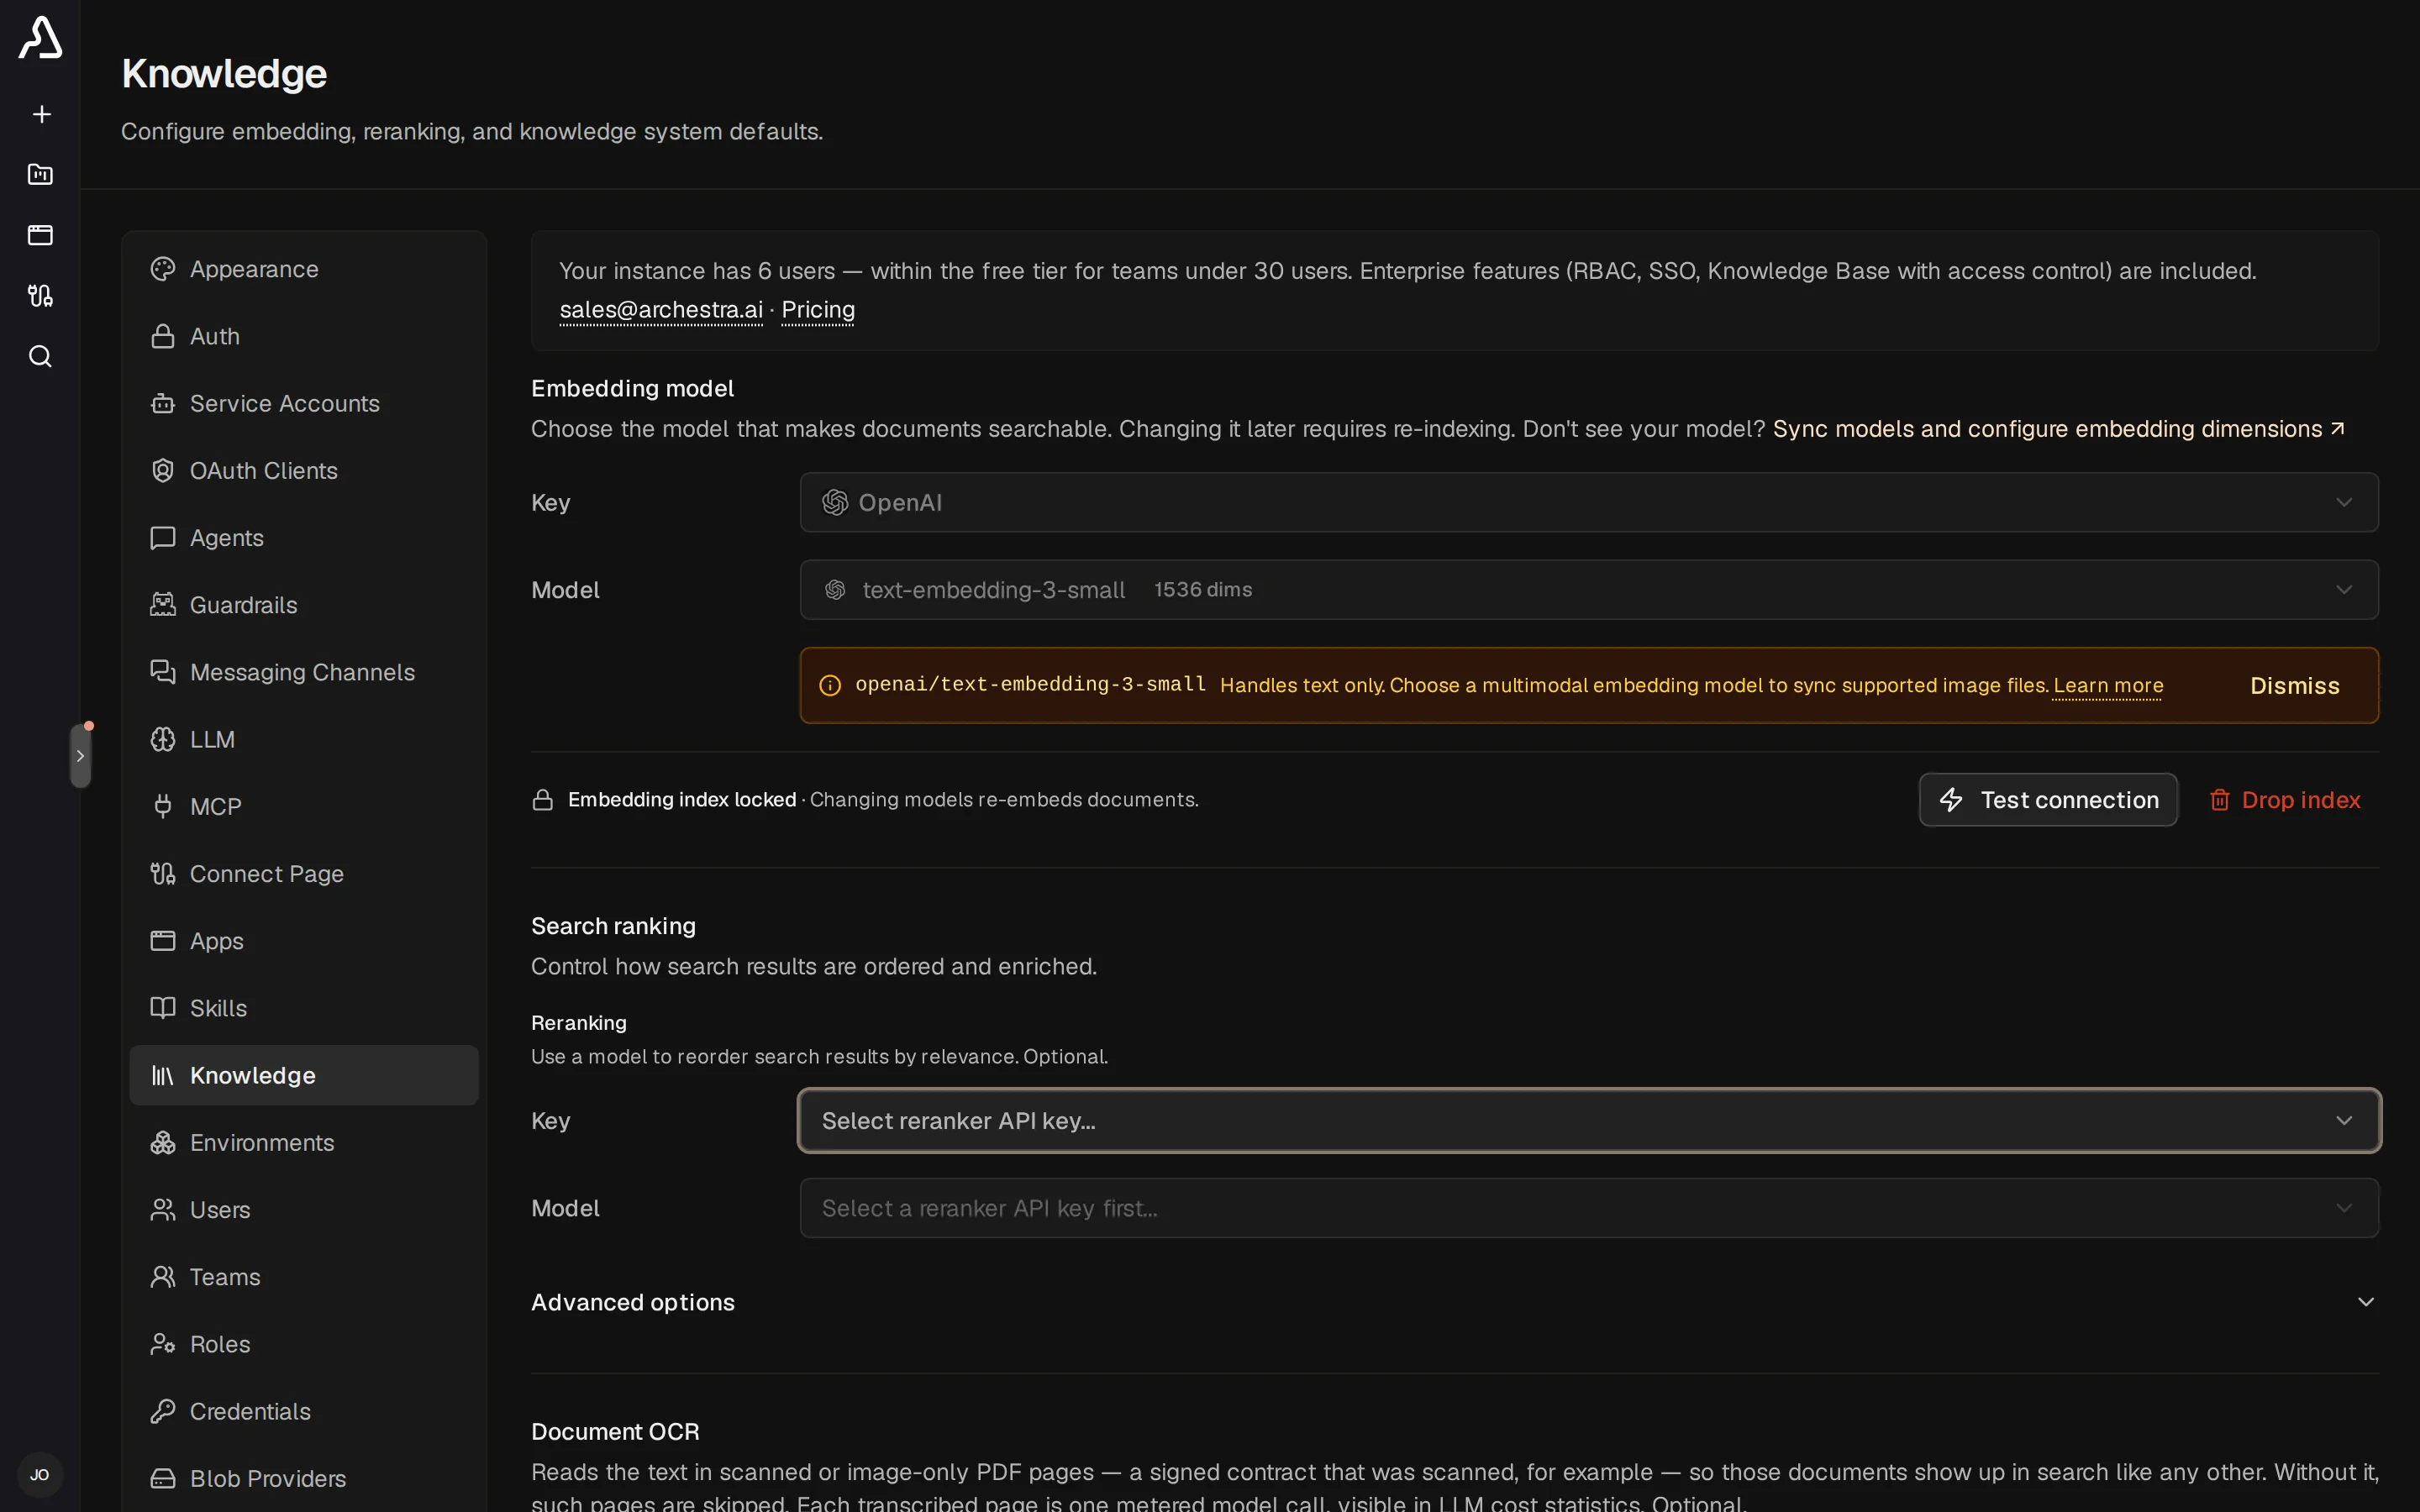 Knowledge
Configure embedding, reranking, and knowledge system defaults.
Appearance
Auth
Service Accounts
OAuth Clients
Agents
Guardrails
Messaging Channels
LLM
MCP
Connect Page
Apps
Skills
Knowledge
Environments
Users
Teams
Roles
Credentials
Blob Providers
JO
Your instance has 6 users — within the free tier for teams under 30 users. Enterprise features (RBAC, SSO, Knowledge Base with access control) are included.
sales@archestra.ai · Pricing
Embedding model
Choose the model that makes documents searchable. Changing it later requires re-indexing. Don't see your model? Sync models and configure embedding dimensions
Key
OpenAI
Model
text-embedding-3-small 1536 dims
openai/text-embedding-3-small Handles text only. Choose a multimodal embedding model to sync supported image files. Learn more Dismiss
Embedding index locked · Changing models re-embeds documents.
Test connection
Drop index
Search ranking
Control how search results are ordered and enriched.
Reranking
Use a model to reorder search results by relevance. Optional.
Key
Select reranker API key...
Model
Select a reranker API key first...
Advanced options
Document OCR
Reads the text in scanned or image-only PDF pages — a signed contract that was scanned, for example — so those documents show up in search like any other. Without it,
such pages are skipped. Each transcribed page is one metered model call, visible in LLM cost statistics. Optional.